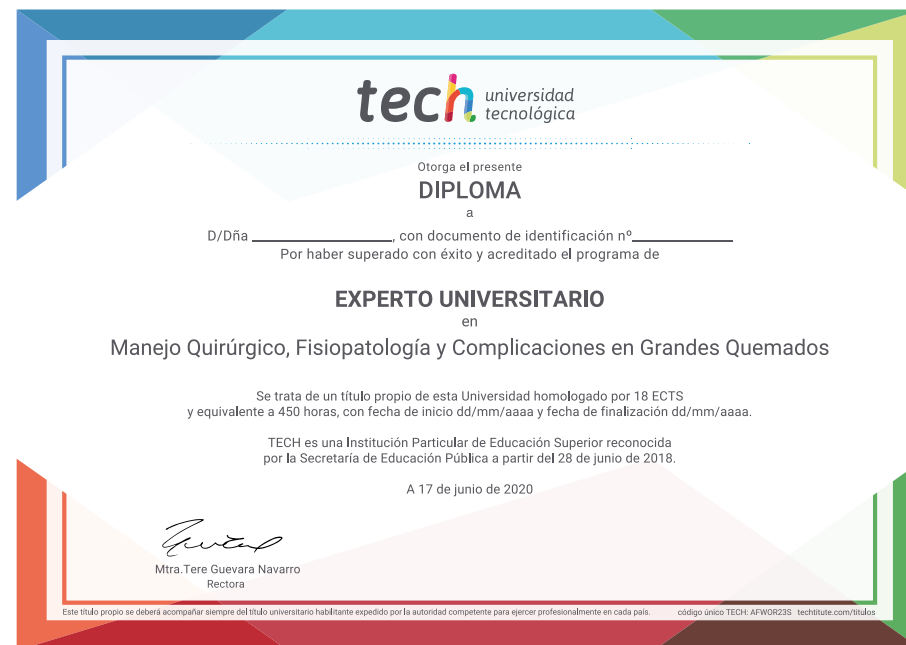 tech universidad
tecnológica
Otorga el presente
DIPLOMA
a
D/Dña ____________________, con documento de identificación nº______________
Por haber superado con éxito y acreditado el programa de
EXPERTO UNIVERSITARIO
en
Manejo Quirúrgico, Fisiopatología y Complicaciones en Grandes Quemados
Se trata de un título propio de esta Universidad homologado por 18 ECTS
y equivalente a 450 horas, con fecha de inicio dd/mm/aaaa y fecha de finalización dd/mm/aaaa.
TECH es una Institución Particular de Educación Superior reconocida
por la Secretaría de Educación Pública a partir del 28 de junio de 2018.
A 17 de junio de 2020
Mtra.Tere Guevara Navarro
Rectora
Este título propio se deberá acompañar siempre del título universitario habilitante expedido por la autoridad competente para ejercer profesionalmente en cada país. código único TECH: AFWOR23S techtitute.com/titulos